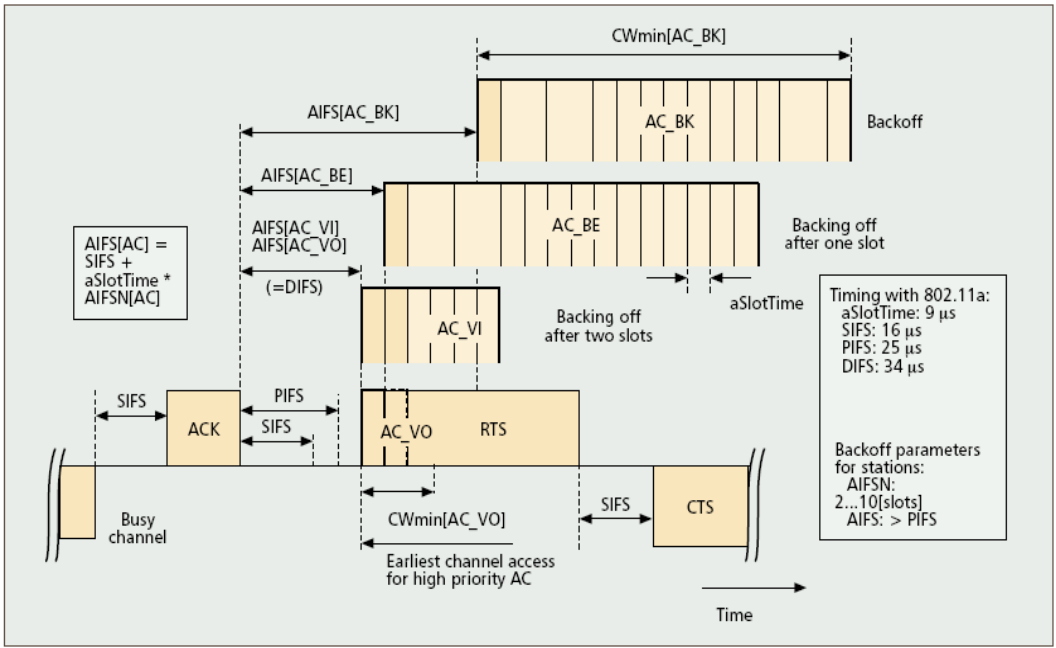 CWmin[AC_BK]
AIFS[AC_BK]
AC_BK
Backoff
AIFS[AC_BE]
AC_BE
Backing off
after one slot
AIFS[AC_VI]
AIFS[AC_VO]
(=DIFS)
AIFS[AC] =
SIFS +
aSlotTime *
AIFSN[AC]
aSlotTime
AC_VI
Backing off
after two slots
Timing with 802.11a:
aSlotTime: 9 μs
SIFS: 16 μs
PIFS: 25 μs
DIFS: 34 μs
Backoff parameters
for stations:
AIFSN:
2...10[slots]
AIFS: > PIFS
SIFS
ACK
PIFS
SIFS
AC_VO
RTS
Busy
channel
CWmin[AC_VO]
SIFS
CTS
Earliest channel access
for high priority AC
Time